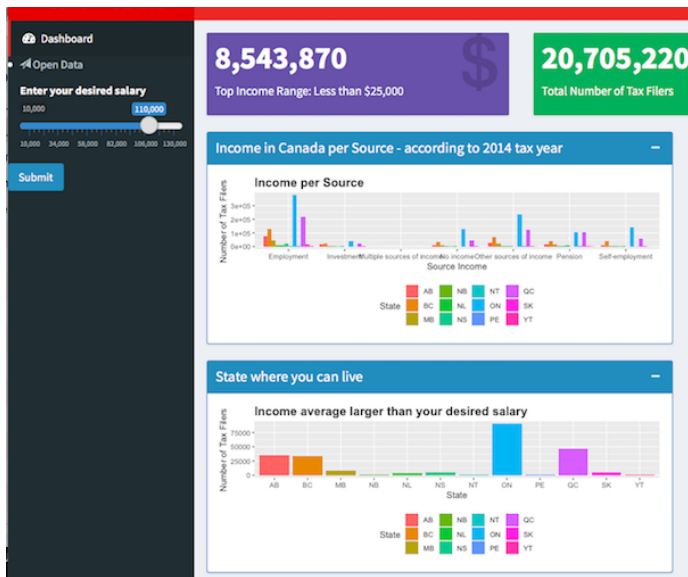 Dashboard
Open Data
Enter your desired salary
10,000
110,000
10,000 34,000 58,000 82,000 106,000 130,000
Submit
8,543,870
$
Top Income Range: Less than $25,000
20,705,220
Total Number of Tax Filers
Income in Canada per Source - according to 2014 tax year
Income per Source
Number of Tax Filers
3e+05
2e+05
1e+05
0e+00
Employment Investment Multiple sources of income No income Other sources of income Pension Self-employment
Source Income
State
AB NB NT QC
BC NL ON SK
MB NS PE YT
State where you can live
Income average larger than your desired salary
Number of Tax Filers
75000
50000
25000
0
AB BC MB NB NL NS NT ON PE QC SK YT
State
State
AB NB NT QC
BC NL ON SK
MB NS PE YT